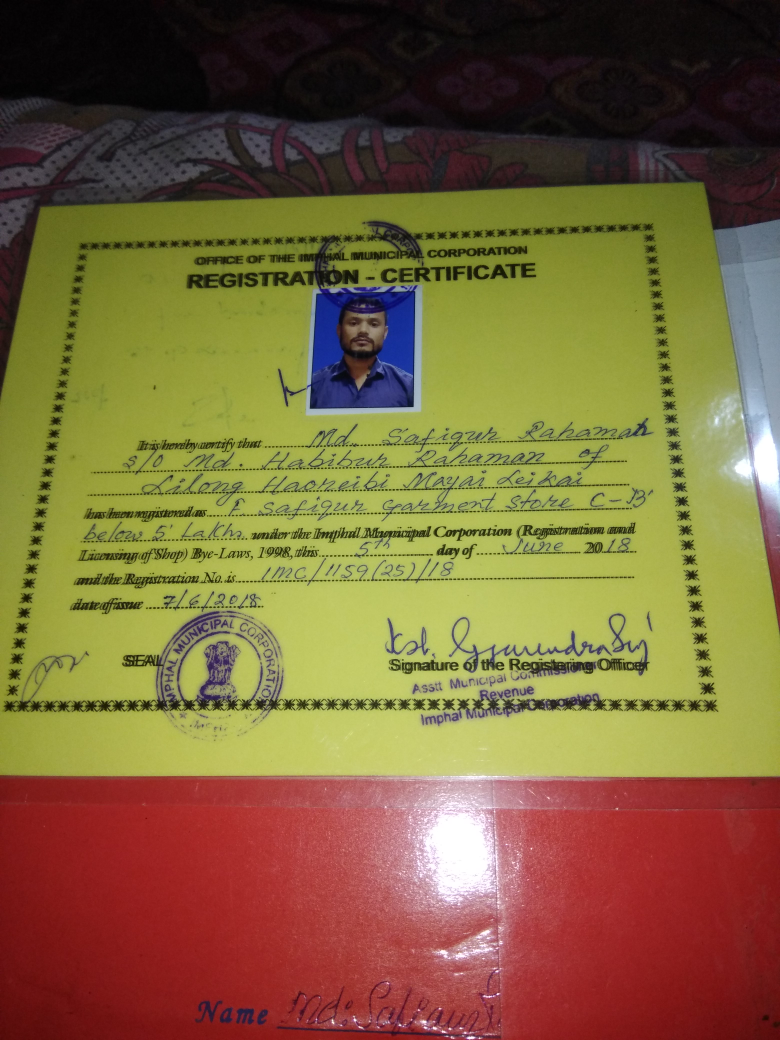 OFFICE OF THE IMPHAL MUNICIPAL CORPORATION
REGISTRATION - CERTIFICATE
It is hereby certify that Md. Safiqur Rahaman
S/O Md. Habibur Rahaman of
Lilong Haoreibi Mayai Leikai
has been registered as Safiqur Garment Store C-'B'
below 5 Lakhs under the Imphal Municipal Corporation (Registration and
Licensing of Shop) Bye-Laws, 1998, this 5th day of June 2018
and the Registration No. is IMC/1159(25)/18
date of issue 7/6/2018
SEAL
IMPHAL MUNICIPAL CORPORATION
Signature of the Registering Officer
Asstt Municipal Commissioner
Revenue
Imphal Municipal Corporation
Name Md. Safiqur